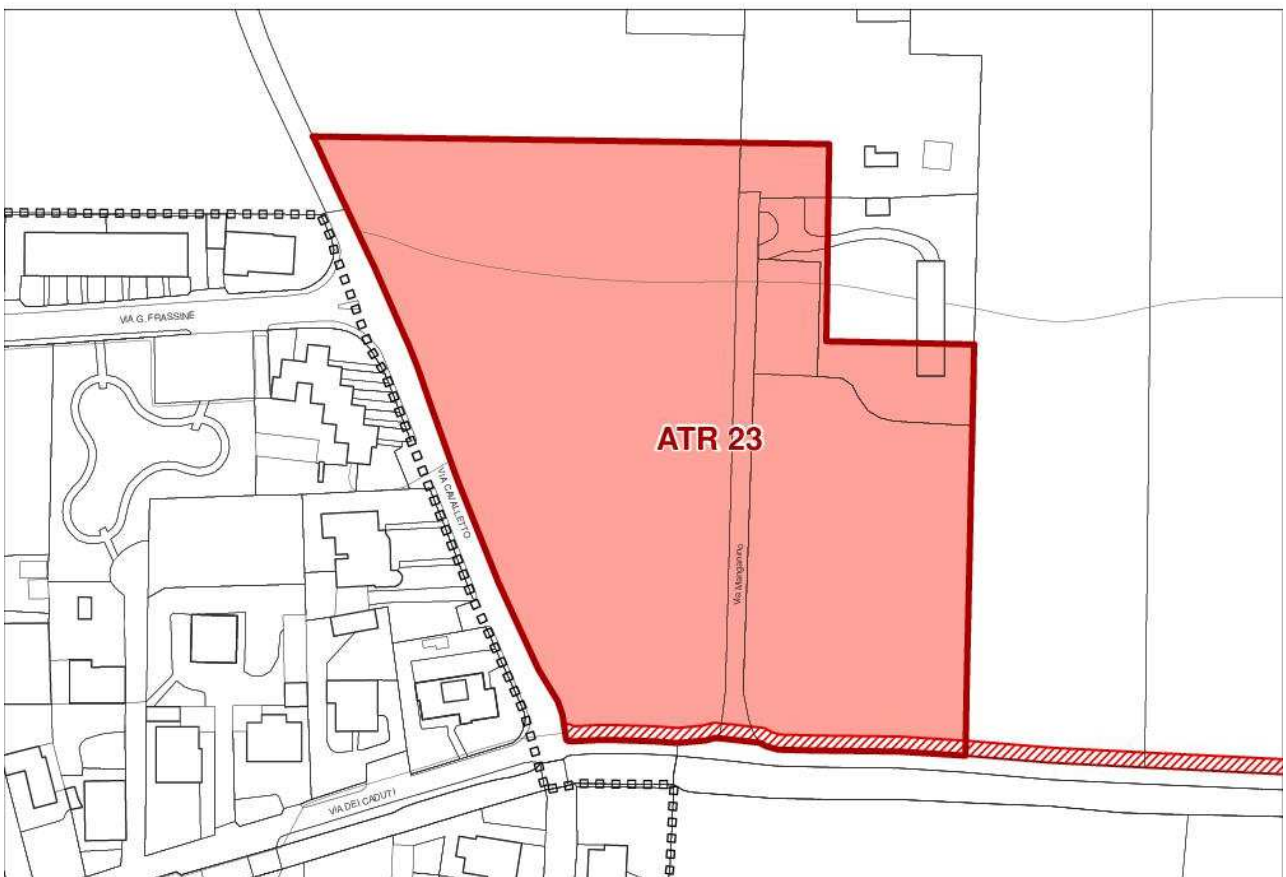 VIA G. FRASSINE
ATR 23
VIA CAVALLETTO
Via Manganino
VIA DEI CADUTI